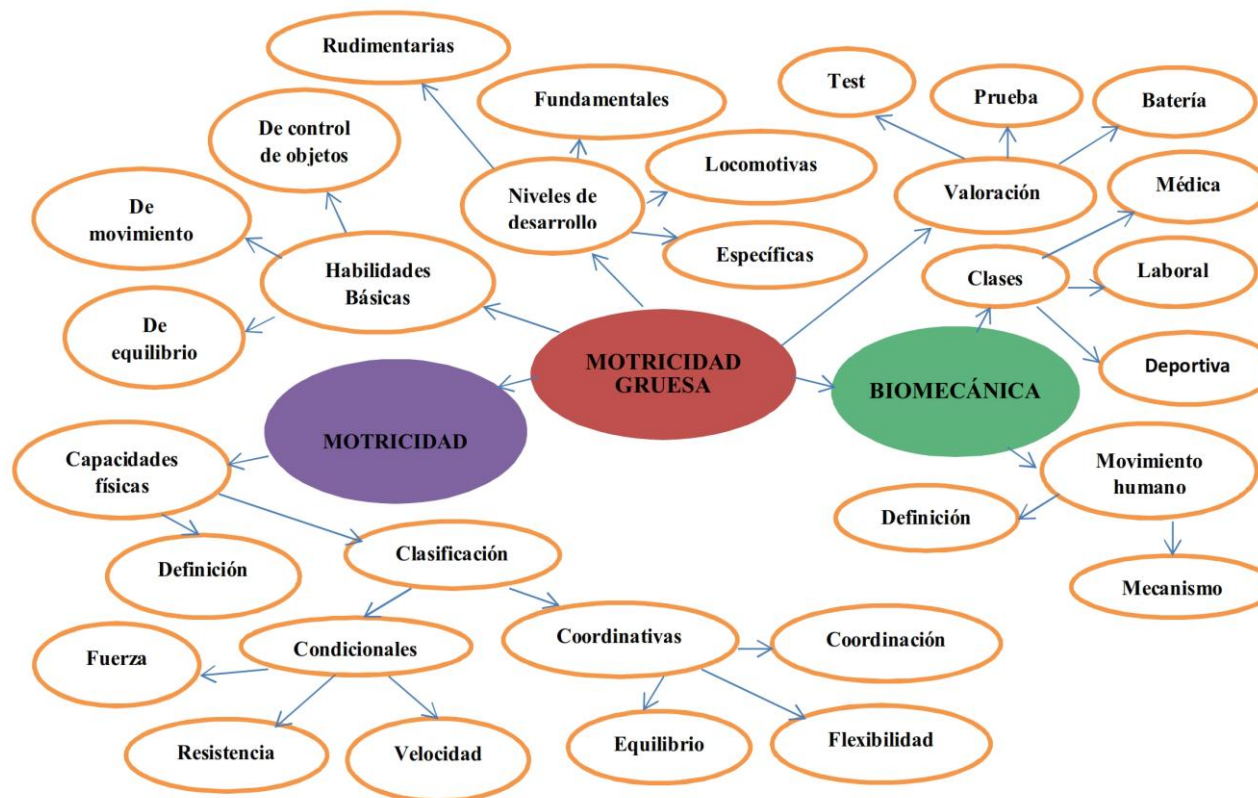 Rudimentarias
Fundamentales
Test
Prueba
Batería
De control
de objetos
Locomotivas
Niveles de
desarrollo
Valoración
Médica
De
movimiento
Específicas
Habilidades
Básicas
Clases
Laboral
De
equilibrio
MOTRICIDAD
GRUESA
Deportiva
BIOMECÁNICA
MOTRICIDAD
Capacidades
físicas
Movimiento
humano
Definición
Clasificación
Definición
Mecanismo
Coordinativas
Coordinación
Condicionales
Fuerza
Resistencia
Velocidad
Equilibrio
Flexibilidad